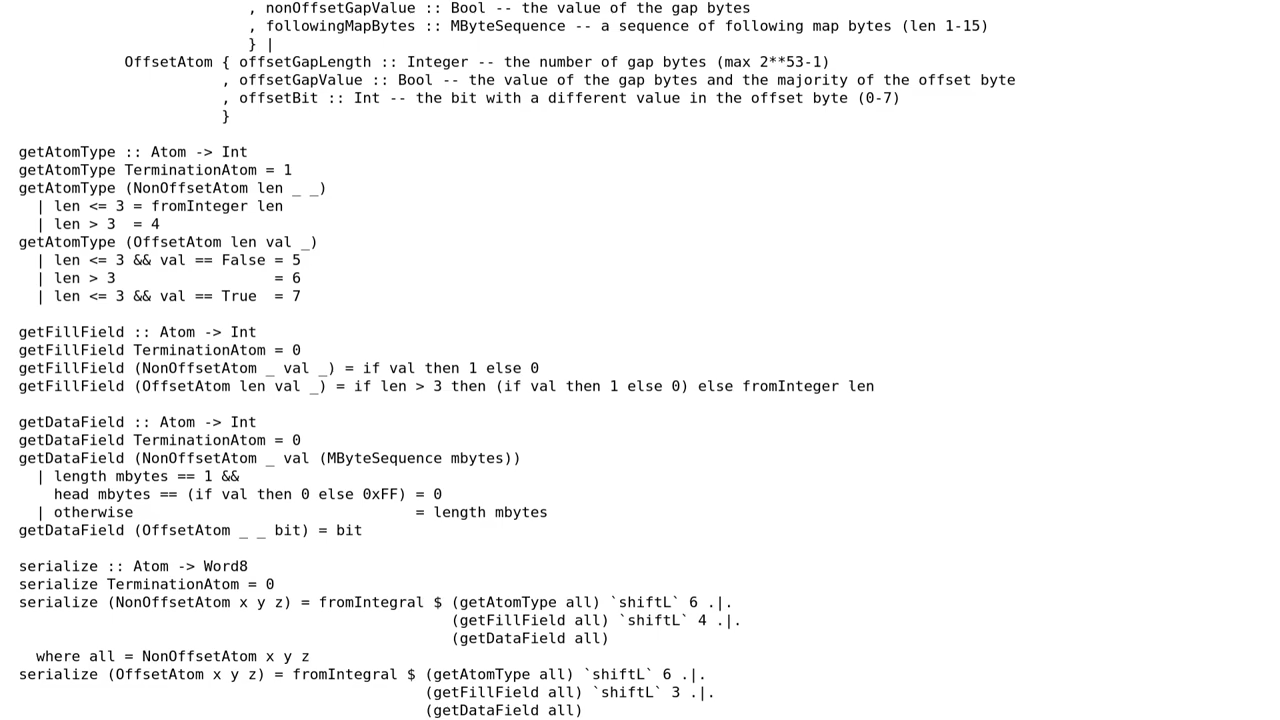 , nonOffsetGapValue :: Bool -- the value of the gap bytes
, followingMapBytes :: MByteSequence -- a sequence of following map bytes (len 1-15)
} |
OffsetAtom { offsetGapLength :: Integer -- the number of gap bytes (max 2**53-1)
, offsetGapValue :: Bool -- the value of the gap bytes and the majority of the offset byte
, offsetBit :: Int -- the bit with a different value in the offset byte (0-7)
}
getAtomType :: Atom -> Int
getAtomType TerminationAtom = 1
getAtomType (NonOffsetAtom len _ _)
| len <= 3 = fromInteger len
| len > 3  = 4
getAtomType (OffsetAtom len val _)
| len <= 3 && val == False = 5
| len > 3                  = 6
| len <= 3 && val == True  = 7
getFillField :: Atom -> Int
getFillField TerminationAtom = 0
getFillField (NonOffsetAtom _ val _) = if val then 1 else 0
getFillField (OffsetAtom len val _) = if len > 3 then (if val then 1 else 0) else fromInteger len
getDataField :: Atom -> Int
getDataField TerminationAtom = 0
getDataField (NonOffsetAtom _ val (MByteSequence mbytes))
| length mbytes == 1 &&
head mbytes == (if val then 0 else 0xFF) = 0
| otherwise                                = length mbytes
getDataField (OffsetAtom _ _ bit) = bit
serialize :: Atom -> Word8
serialize TerminationAtom = 0
serialize (NonOffsetAtom x y z) = fromIntegral $ (getAtomType all) `shiftL` 6 .|.
(getFillField all) `shiftL` 4 .|.
(getDataField all)
where all = NonOffsetAtom x y z
serialize (OffsetAtom x y z) = fromIntegral $ (getAtomType all) `shiftL` 6 .|.
(getFillField all) `shiftL` 3 .|.
(getDataField all)